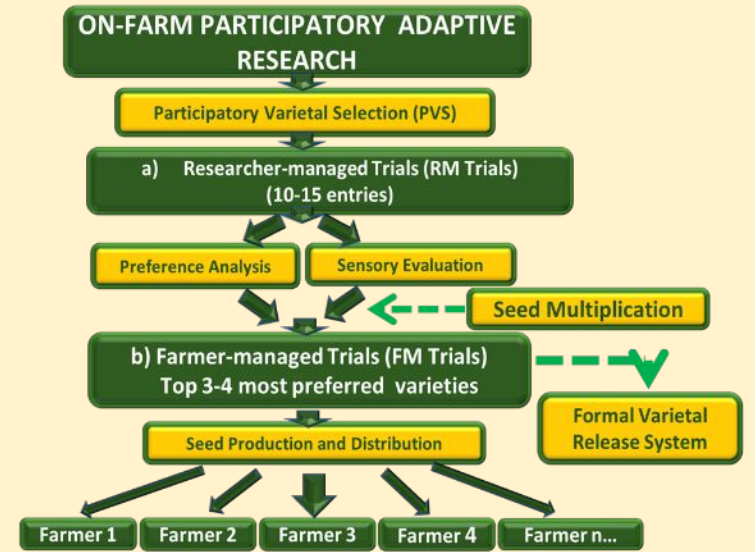 ON-FARM PARTICIPATORY ADAPTIVE
RESEARCH
Participatory Varietal Selection (PVS)
a) Researcher-managed Trials (RM Trials)
(10-15 entries)
Preference Analysis
Sensory Evaluation
Seed Multiplication
b) Farmer-managed Trials (FM Trials)
Top 3-4 most preferred varieties
Formal Varietal
Release System
Seed Production and Distribution
Farmer 1
Farmer 2
Farmer 3
Farmer 4
Farmer n...